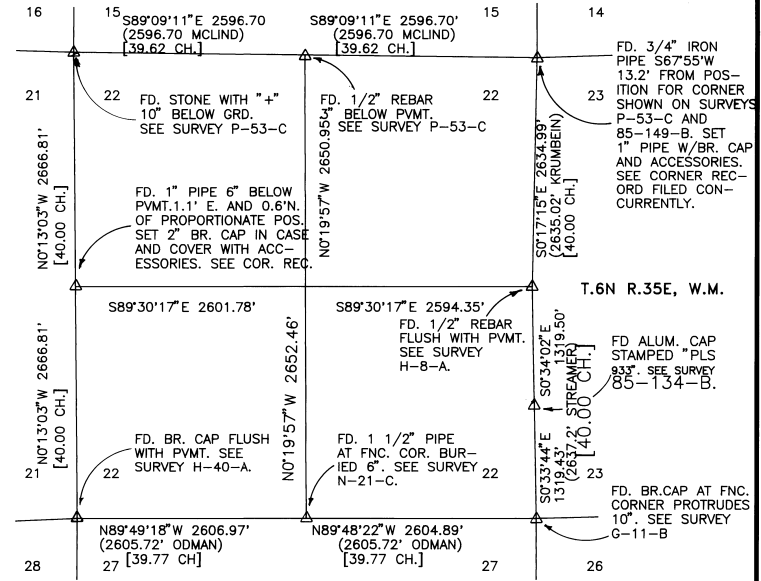 16
15
S89°09'11"E 2596.70
(2596.70 MCLIND)
[39.62 CH.]
S89°09'11"E 2596.70'
(2596.70 MCLIND)
[39.62 CH.]
15
14
21
22
FD. STONE WITH "+"
10" BELOW GRD.
SEE SURVEY P-53-C
FD. 1/2" REBAR
3" BELOW PVMT.
SEE SURVEY P-53-C
22
23
FD. 3/4" IRON
PIPE S67°55'W
13.2' FROM POS-
ITION FOR CORNER
SHOWN ON SURVEYS
P-53-C AND
85-149-B. SET
1" PIPE W/BR. CAP
AND ACCESSORIES.
SEE CORNER REC-
ORD FILED CON-
CURRENTLY.
N0°13'03"W 2666.81'
[40.00 CH.]
FD. 1" PIPE 6" BELOW
PVMT.1.1' E. AND 0.6'N.
OF PROPORTIONATE POS.
SET 2" BR. CAP IN CASE
AND COVER WITH ACC-
ESSORIES. SEE COR. REC.
N0°19'57"W 2650.95'
S0°17'15"E 2634.99'
(2635.02' KRUMBEIN)
[40.00 CH.]
S89°30'17"E 2601.78'
S89°30'17"E 2594.35'
T.6N R.35E, W.M.
FD. 1/2" REBAR
FLUSH WITH PVMT.
SEE SURVEY
H-8-A.
N0°13'03"W 2666.81'
[40.00 CH.]
N0°19'57"W 2652.46'
S0°34'02"E
1319.50'
S0°33'44"E
1319.43'
(2637.2' STREAMER)
[40.00 CH.]
FD ALUM. CAP
STAMPED "PLS
933". SEE SURVEY
85-134-B.
FD. BR. CAP FLUSH
WITH PVMT. SEE
SURVEY H-40-A.
FD. 1 1/2" PIPE
AT FNC. COR. BUR-
IED 6". SEE SURVEY
N-21-C.
21
22
22
23
FD. BR.CAP AT FNC.
CORNER PROTRUDES
10". SEE SURVEY
G-11-B
N89°49'18"W 2606.97'
(2605.72' ODMAN)
[39.77 CH]
N89°48'22"W 2604.89'
(2605.72' ODMAN)
[39.77 CH.]
28
27
27
26